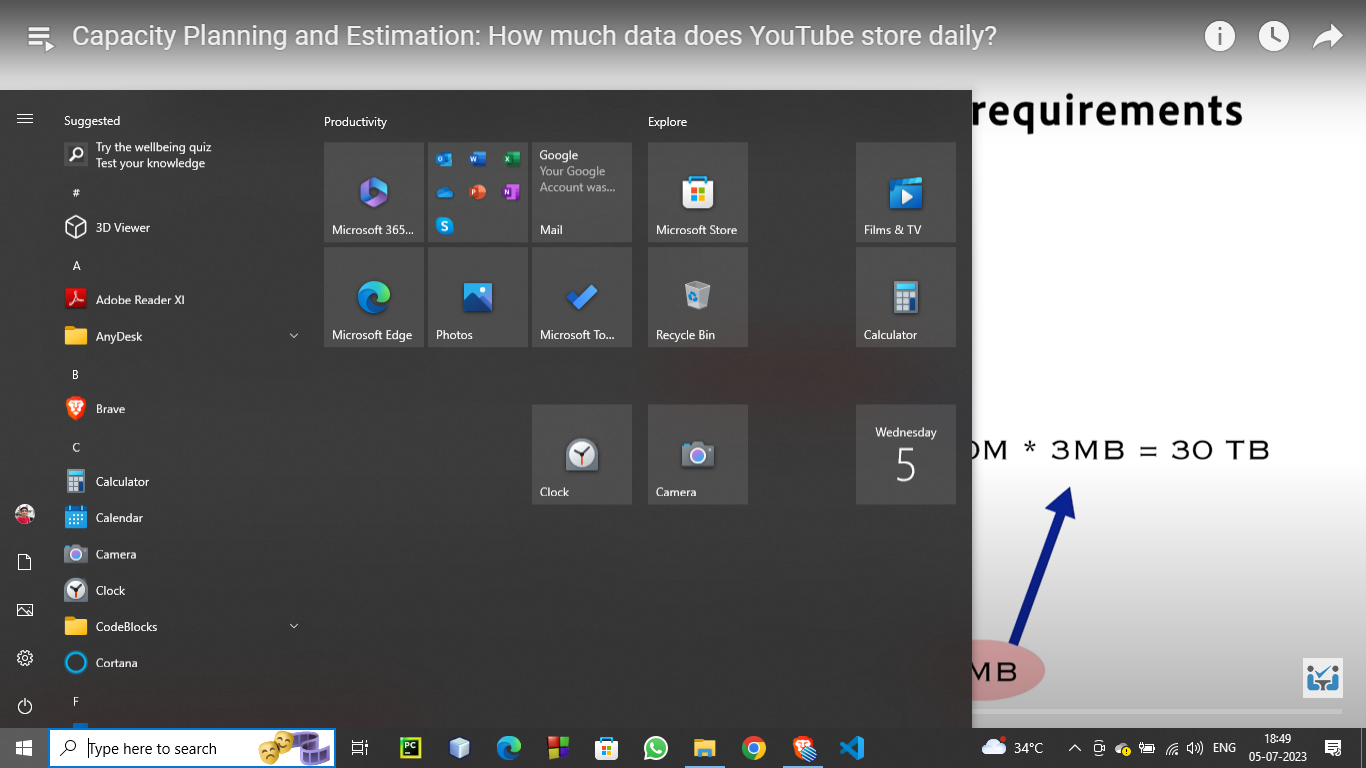 Capacity Planning and Estimation: How much data does YouTube store daily?
requirements
Suggested
Try the wellbeing quiz
Test your knowledge
#
3D Viewer
A
Adobe Reader XI
AnyDesk
B
Brave
C
Calculator
Calendar
Camera
Clock
CodeBlocks
Cortana
F
Productivity
Google
Your Google
Account was...
Microsoft 365...
Mail
Microsoft Edge
Photos
Microsoft To...
Clock
Explore
Microsoft Store
Films & TV
Recycle Bin
Calculator
Camera
Wednesday
5
0M * 3MB = 30 TB
MB
Type here to search
PC
34°C
ENG
18:49
05-07-2023